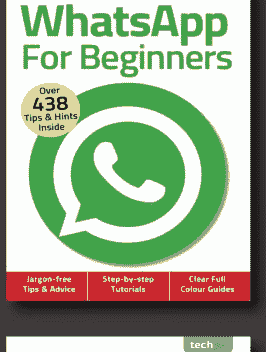 WhatsApp
For Beginners
Over
438
Tips & Hints
Inside
Jargon-free
Tips & Advice
Step-by-step
Tutorials
Clear Full
Colour Guides
tech